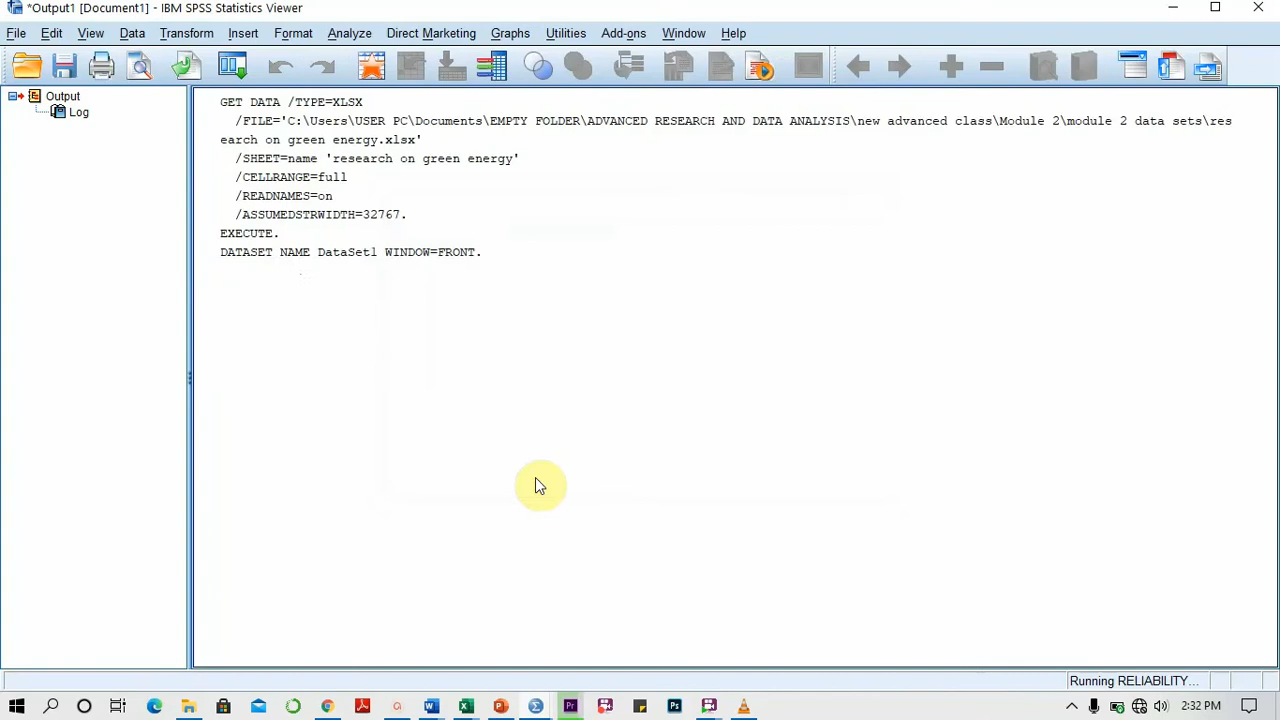 *Output1 [Document1] - IBM SPSS Statistics Viewer
File Edit View Data Transform Insert Format Analyze Direct Marketing Graphs Utilities Add-ons Window Help
Output
Log
GET DATA /TYPE=XLSX
/FILE='C:\Users\USER PC\Documents\EMPTY FOLDER\ADVANCED RESEARCH AND DATA ANALYSIS\new advanced class\Module 2\module 2 data sets\res
earch on green energy.xlsx'
/SHEET=name 'research on green energy'
/CELLRANGE=full
/READNAMES=on
/ASSUMEDSTRWIDTH=32767.
EXECUTE.
DATASET NAME DataSet1 WINDOW=FRONT.
Running RELIABILITY...
2:32 PM